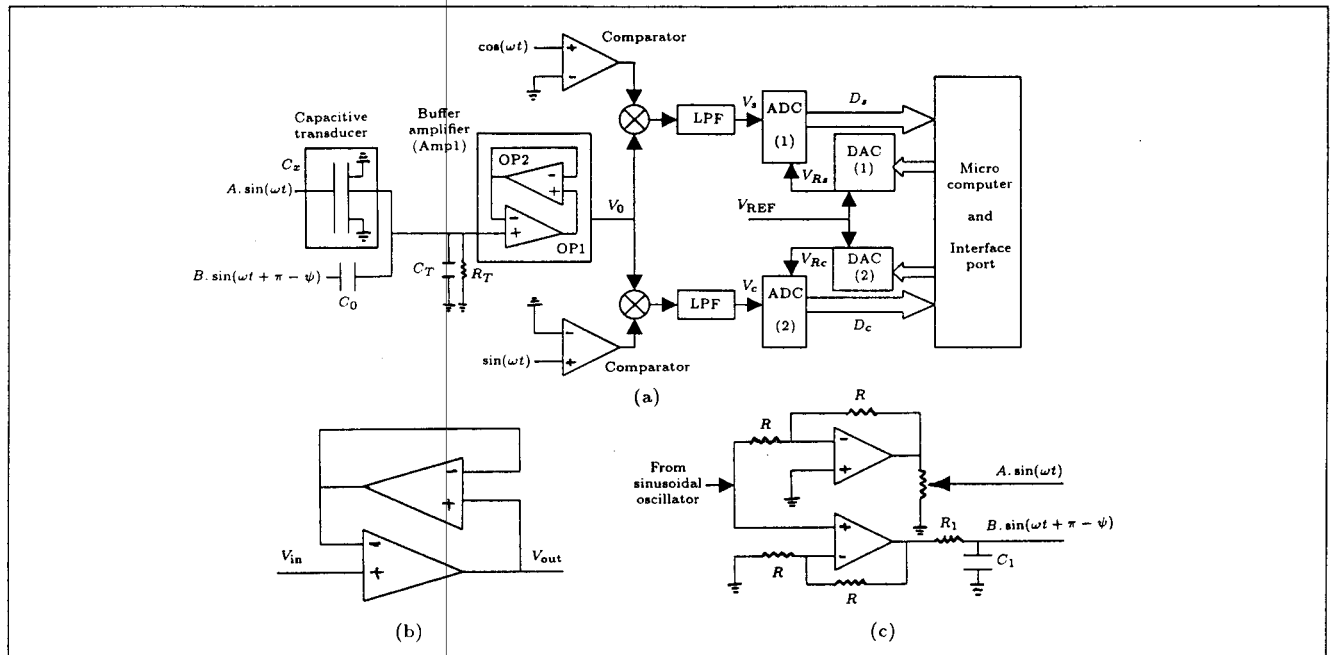 cos(ωt)
Comparator
+
-
Capacitive
transducer
Buffer
amplifier
(Amp1)
C_x
A.sin(ωt)
B.sin(ωt + π − ψ)
C_0
C_T
R_T
OP2
-
+
-
+
OP1
V_0
LPF
V_s
ADC
(1)
D_s
DAC
(1)
V_Rs
V_REF
V_Rc
DAC
(2)
Micro
computer
and
Interface
port
LPF
V_c
ADC
(2)
D_c
-
+
sin(ωt)
Comparator
(a)
-
+
V_in
-
+
V_out
(b)
R
R
-
+
From
sinusoidal
oscillator
A.sin(ωt)
+
-
R_1
B.sin(ωt + π − ψ)
C_1
R
R
(c)